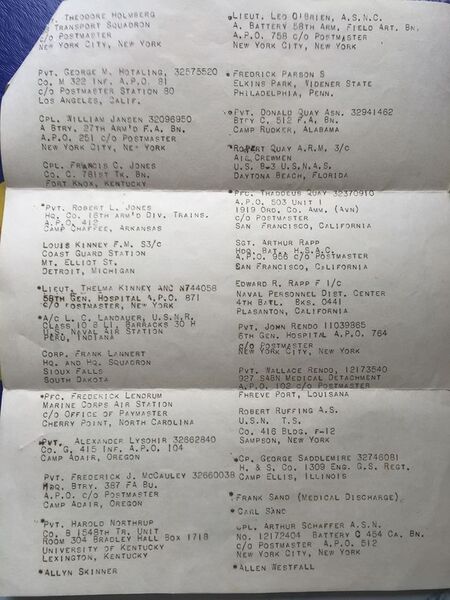 THEODORE HOLMBERG
TRANSPORT SQUADRON
C/O POSTMASTER
NEW YORK CITY, NEW YORK
PVT. GEORGE M. HOTALING, 32575520
CO. M 322 INF. A.P.O. 81
C/O POSTMASTER STATION 80
LOS ANGELES, CALIF.
CPL. WILLIAM JANSEN 32096950
A BTRY. 27TH ARM'D F.A. BN.
A.P.O. 251 C/O POSTMASTER
NEW YORK CITY, NEW YORK
CPL. FRANCIS C. JONES
CO. C. 781ST TK. BN.
FORT KNOX, KENTUCKY
*PVT. ROBERT L. JONES
HQ. CO. 16TH ARM'D DIV. TRAINS.
A.P.O. 412
CAMP CHAFFEE, ARKANSAS
LOUIS KINNEY F.M. S3/C
COAST GUARD STATION
MT. ELLIOT ST.
DETROIT, MICHIGAN
*LIEUT. THELMA KINNEY ANC N744058
58TH GEN. HOSPITAL A.P.O. 871
C/O POSTMASTER, NEW YORK
*A/C L. C. LANDAUER, U.S.N.R.
CLASS 10 B LI, BARRACKS 30 H
U.S. NAVAL AIR STATION
PERU, INDIANA
CORP. FRANK LANNERT
HQ. AND HQ. SQUADRON
SIOUX FALLS
SOUTH DAKOTA
*PFC. FREDERICK LENDRUM
MARINE CORPS AIR STATION
C/O OFFICE OF PAYMASTER
CHERRY POINT, NORTH CAROLINA
*PVT. ALEXANDER LYSOHIR 32662840
CO. G, 415 INF. A.P.O. 104
CAMP ADAIR, OREGON
PVT. FREDERICK J. MCCAULEY 32660038
HDQ. BTRY. 387 FA BU.
A.P.O. C/O POSTMASTER
CAMP ADAIR, OREGON
*PVT. HAROLD NORTHRUP
CO. B 1548TH TR. UNIT
ROOM 304 BRADLEY HALL BOX 1718
UNIVERSITY OF KENTUCKY
LEXINGTON, KENTUCKY
*ALLYN SKINNER
*LIEUT. LEO O'BRIEN, A.S.N.C.
A. BATTERY 58TH ARM. FIELD ART. BN.
A.P.O. 758 C/O POSTMASTER
NEW YORK CITY, NEW YORK
*FREDRICK PARSON S
ELKINS PARK, WIDENER STATE
PHILADELPHIA, PENN.
*PVT. DONALD QUAY ASN. 32941462
BTRY C, 512 F.A. BN.
CAMP RUDKER, ALABAMA
*ROBERT QUAY A.R.M. 3/C
AIR CREWMEN
U.S. B-3 U.S.N.A.S.
DAYTONA BEACH, FLORIDA
*PFC. THADDEUS QUAY 32370910
A.P.O. 503 UNIT 1
1919 ORD. CO. AMM. (AVN)
C/O POSTMASTER
SAN FRANCISCO, CALIFORNIA
SGT. ARTHUR RAPP
HDQ. BAT. H.S.A.C.
A.P.O. 966 C/O POSTMASTER
SAN FRANCISCO, CALIFORNIA
EDWARD R. RAPP F 1/C
NAVAL PERSONNEL DIST. CENTER
4TH BATL. BKS. 0441
PLASANTON, CALIFORNIA
PVT. JOHN RENDO 11039865
5TH GEN. HOSPITAL A.P.O. 764
C/O POSTMASTER
NEW YORK CITY, NEW YORK
PVT. WALLACE RENDO, 12173540
927 SABN MEDICAL DETACHMENT
A.P.O. 102 C/O POSTMASTER
FHREVE PORT, LOUISIANA
ROBERT RUFFING A.S.
U.S.N. T.S.
CO. 416 BLDG. F-12
SAMPSON, NEW YORK
*CP. GEORGE SADDLEMIRE 32746081
H. & S. CO. 1309 ENG. G.S. REGT.
CAMP ELLIS, ILLINOIS
*FRANK SAND (MEDICAL DISCHARGE)
*CARL SAND
CPL. ARTHUR SCHAFFER A.S.N.
NO. 12172404 BATTERY C 454 CA. BN.
C/O POSTMASTER A.P.O. 512
NEW YORK CITY, NEW YORK
*ALLEN WESTFALL